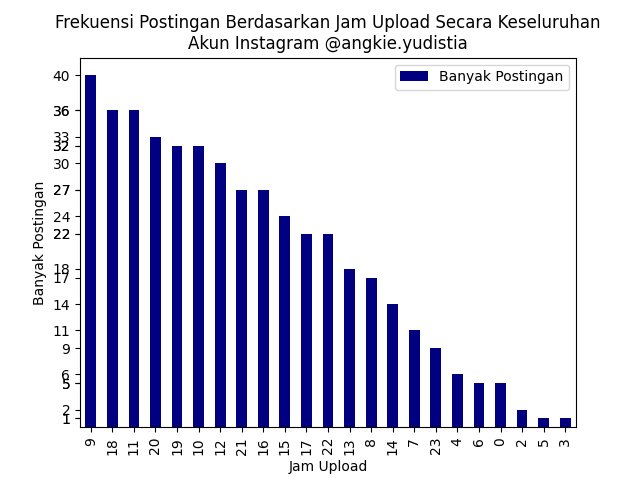 Frekuensi Postingan Berdasarkan Jam Upload Secara Keseluruhan
Akun Instagram @angkie.yudistia
Banyak Postingan
Banyak Postingan
40
36
33
32
30
27
24
22
18
17
14
11
9
6
5
2
1
9 18 11 20 19 10 12 21 16 15 17 22 13 8 14 7 23 4 6 0 2 5 3
Jam Upload